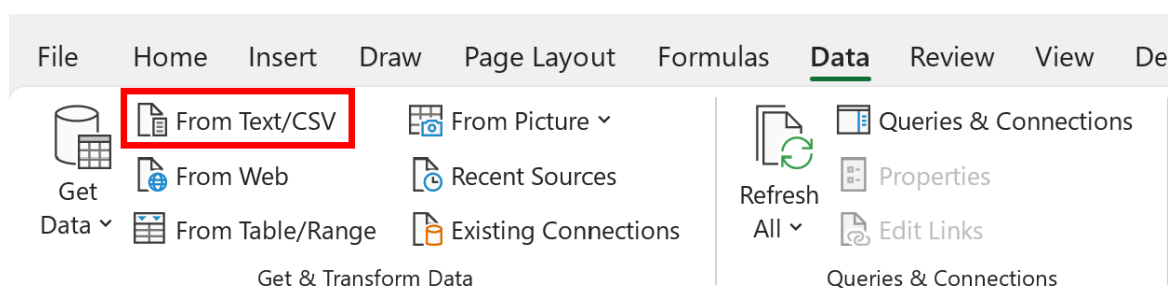 File Home Insert Draw Page Layout Formulas Data Review View De
From Text/CSV From Picture Queries & Connections
From Web Recent Sources Properties
Get Data
From Table/Range Existing Connections
Refresh All
Edit Links
Get & Transform Data Queries & Connections